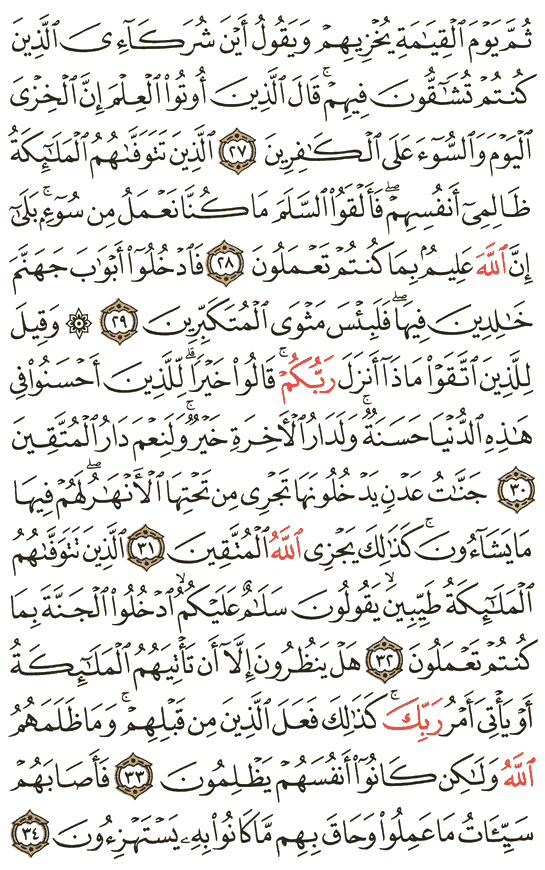 ثُمَّ يَوْمَ ٱلْقِيَٰمَةِ يُخْزِيهِمْ وَيَقُولُ أَيْنَ شُرَكَآءِىَ ٱلَّذِينَ
كُنتُمْ تُشَٰٓقُّونَ فِيهِمْ ۚ قَالَ ٱلَّذِينَ أُوتُوا۟ ٱلْعِلْمَ إِنَّ ٱلْخِزْىَ
ٱلْيَوْمَ وَٱلسُّوٓءَ عَلَى ٱلْكَٰفِرِينَ ٢٧ ٱلَّذِينَ تَتَوَفَّىٰهُمُ ٱلْمَلَٰٓئِكَةُ
ظَالِمِىٓ أَنفُسِهِمْ ۖ فَأَلْقَوُا۟ ٱلسَّلَمَ مَا كُنَّا نَعْمَلُ مِن سُوٓءٍۭ ۚ بَلَىٰٓ
إِنَّ ٱللَّهَ عَلِيمٌۢ بِمَا كُنتُمْ تَعْمَلُونَ ٢٨ فَٱدْخُلُوٓا۟ أَبْوَٰبَ جَهَنَّمَ
خَٰلِدِينَ فِيهَا ۖ فَلَبِئْسَ مَثْوَى ٱلْمُتَكَبِّرِينَ ٢٩ ۞ وَقِيلَ
لِلَّذِينَ ٱتَّقَوْا۟ مَاذَآ أَنزَلَ رَبُّكُمْ ۚ قَالُوا۟ خَيْرًا ۗ لِّلَّذِينَ أَحْسَنُوا۟ فِى
هَٰذِهِ ٱلدُّنْيَا حَسَنَةٌ ۚ وَلَدَارُ ٱلْءَاخِرَةِ خَيْرٌ ۚ وَلَنِعْمَ دَارُ ٱلْمُتَّقِينَ
٣٠ جَنَّٰتُ عَدْنٍ يَدْخُلُونَهَا تَجْرِى مِن تَحْتِهَا ٱلْأَنْهَٰرُ ۖ لَهُمْ فِيهَا
مَا يَشَآءُونَ ۚ كَذَٰلِكَ يَجْزِى ٱللَّهُ ٱلْمُتَّقِينَ ٣١ ٱلَّذِينَ تَتَوَفَّىٰهُمُ
ٱلْمَلَٰٓئِكَةُ طَيِّبِينَ ۙ يَقُولُونَ سَلَٰمٌ عَلَيْكُمُ ۙ ٱدْخُلُوا۟ ٱلْجَنَّةَ بِمَا
كُنتُمْ تَعْمَلُونَ ٣٢ هَلْ يَنظُرُونَ إِلَّآ أَن تَأْتِيَهُمُ ٱلْمَلَٰٓئِكَةُ
أَوْ يَأْتِىَ أَمْرُ رَبِّكَ ۚ كَذَٰلِكَ فَعَلَ ٱلَّذِينَ مِن قَبْلِهِمْ ۚ وَمَا ظَلَمَهُمُ
ٱللَّهُ وَلَٰكِن كَانُوٓا۟ أَنفُسَهُمْ يَظْلِمُونَ ٣٣ فَأَصَابَهُمْ
سَيِّـَٔاتُ مَا عَمِلُوا۟ وَحَاقَ بِهِم مَّا كَانُوا۟ بِهِۦ يَسْتَهْزِءُونَ ٣٤